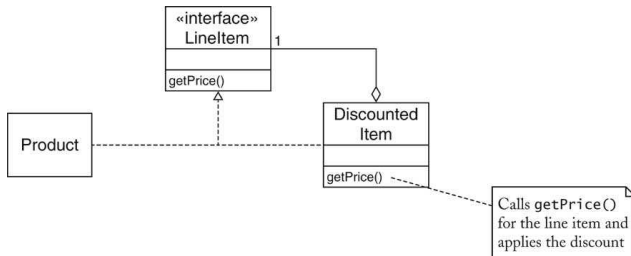 «interface»
LineItem
1
getPrice()
Product
Discounted
Item
getPrice()
Calls getPrice()
for the line item and
applies the discount